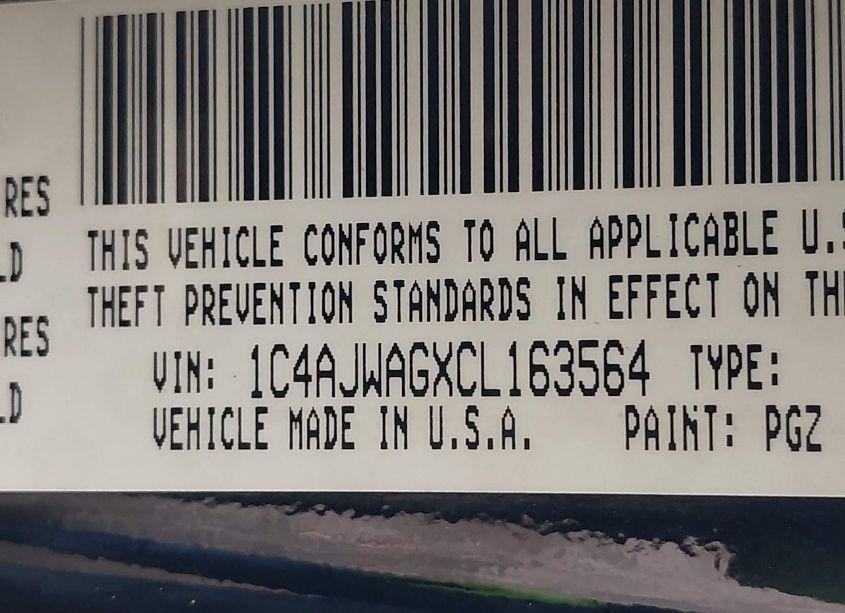 RES
LD
RES
LD
THIS VEHICLE CONFORMS TO ALL APPLICABLE U.S
THEFT PREVENTION STANDARDS IN EFFECT ON TH
VIN: 1C4AJWAGXCL163564 TYPE:
VEHICLE MADE IN U.S.A. PAINT: PGZ